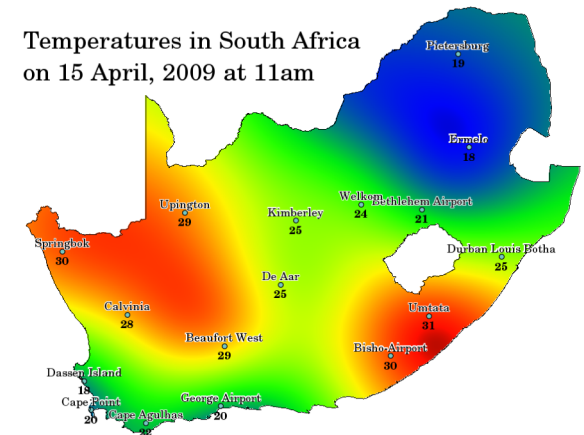 Temperatures in South Africa
on 15 April, 2009 at 11am
Pietersburg
19
Ermelo
18
Upington
29
Kimberley
25
Welkom
24
Bethlehem Airport
21
Springbok
30
Durban Louis Botha
25
De Aar
25
Calvinia
28
Umtata
31
Beaufort West
29
Bisho-Airport
30
Dassen Island
18
Cape Point
20
George Airport
20
Cape Agulhas
22